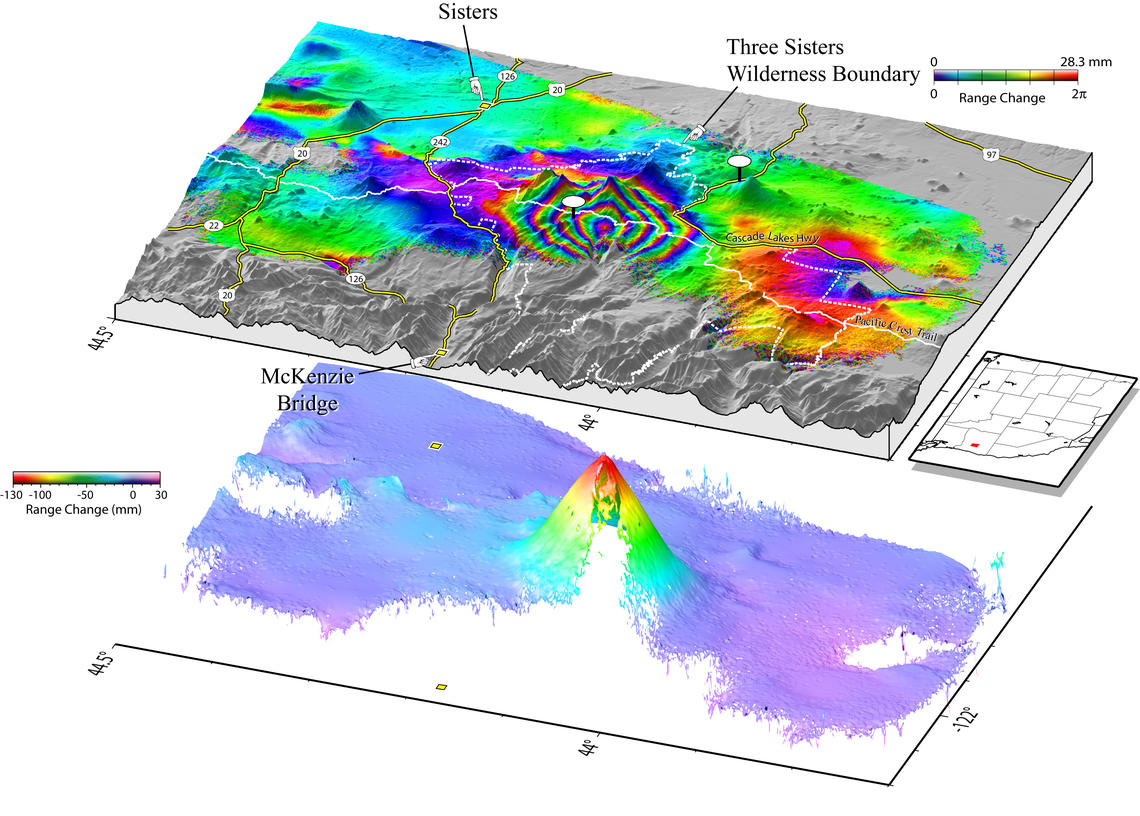 Sisters
Three Sisters
Wilderness Boundary
0
28.3 mm
0
2π
Range Change
126
20
242
20
97
22
126
20
Cascade Lakes Hwy
Pacific Crest Trail
44.5°
McKenzie
Bridge
44°
-130
-100
-50
0
30
Range Change (mm)
44.5°
44°
-122°